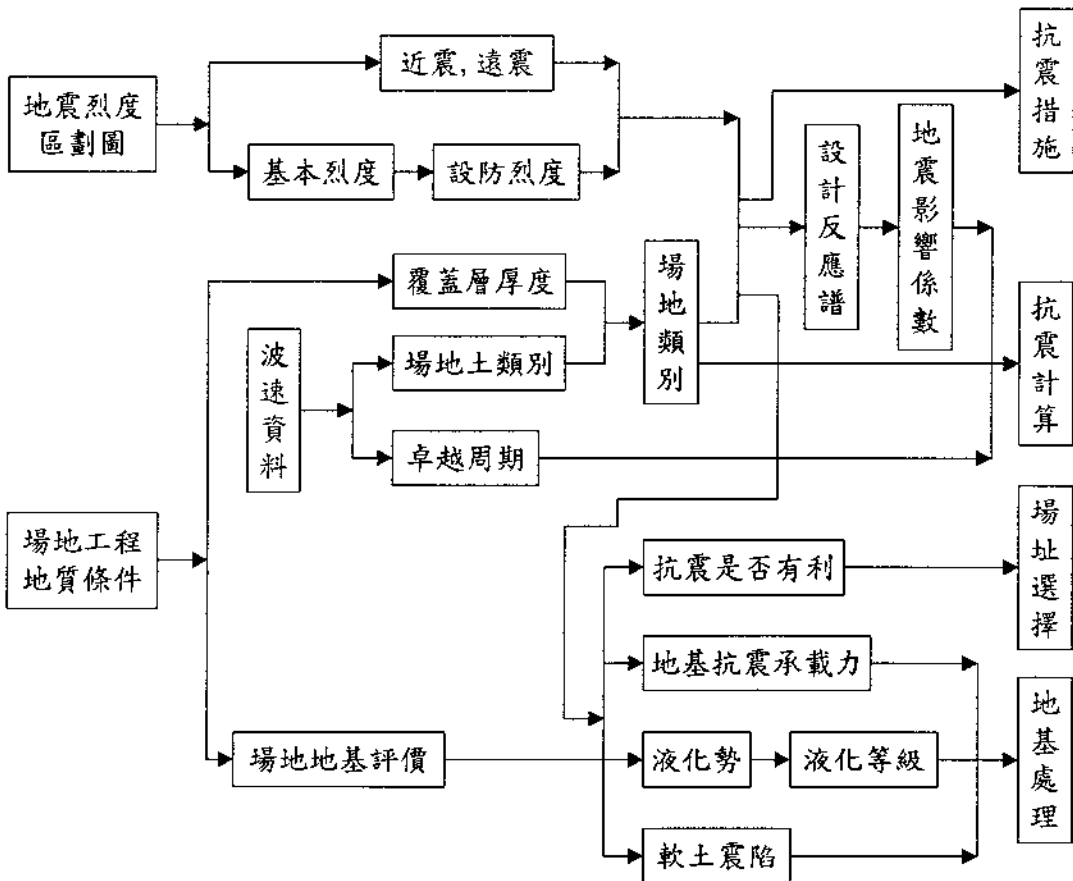 地震烈度
區劃圖
近震,遠震
基本烈度
設防烈度
抗震措施
設計反應譜
地震影響係數
覆蓋層厚度
場地土類別
波速資料
卓越周期
場地類別
抗震計算
場地工程
地質條件
場地地基評價
抗震是否有利
場址選擇
地基抗震承載力
液化勢
液化等級
地基處理
軟土震陷